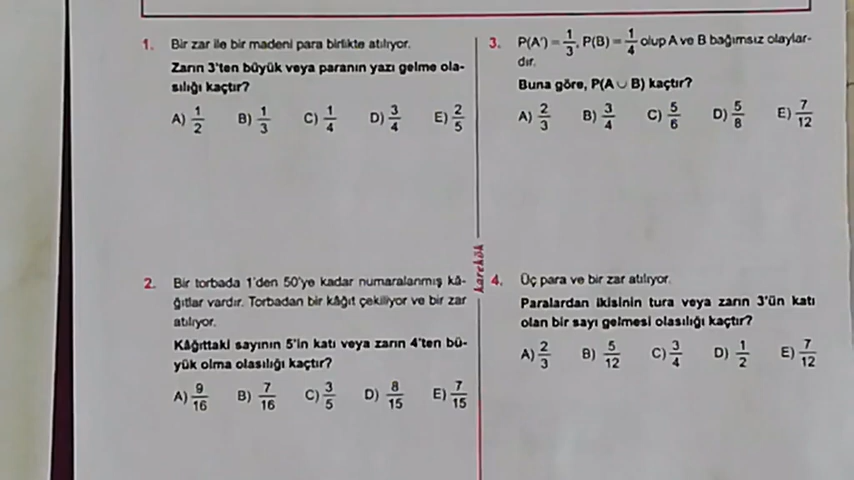 1. Bir zar ile bir madeni para birlikte atılıyor.
Zarın 3'ten büyük veya paranın yazı gelme ola-
sılığı kaçtır?
A) 1/2 B) 1/3 C) 1/4 D) 3/4 E) 2/5
2. Bir torbada 1'den 50'ye kadar numaralanmış kâ-
ğıtlar vardır. Torbadan bir kâğıt çekiliyor ve bir zar
atılıyor.
Kâğıttaki sayının 5'in katı veya zarın 4'ten bü-
yük olma olasılığı kaçtır?
A) 9/16 B) 7/16 C) 3/5 D) 8/15 E) 7/15
karekök
3. P(A') = 1/3, P(B) = 1/4 olup A ve B bağımsız olaylar-
dır.
Buna göre, P(A ∪ B) kaçtır?
A) 2/3 B) 3/4 C) 5/6 D) 5/8 E) 7/12
4. Üç para ve bir zar atılıyor.
Paralardan ikisinin tura veya zarın 3'ün katı
olan bir sayı gelmesi olasılığı kaçtır?
A) 2/3 B) 5/12 C) 3/4 D) 1/2 E) 7/12